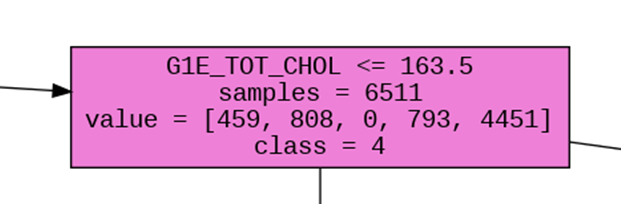 G1E_TOT_CHOL <= 163.5
samples = 6511
value = [459, 808, 0, 793, 4451]
class = 4